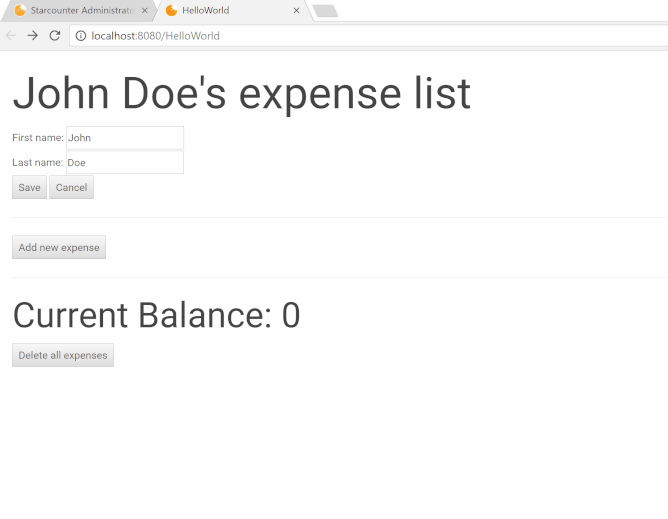 Starcounter Administrato
HelloWorld
localhost:8080/HelloWorld
John Doe's expense list
First name: John
Last name: Doe
Save Cancel
Add new expense
Current Balance: 0
Delete all expenses